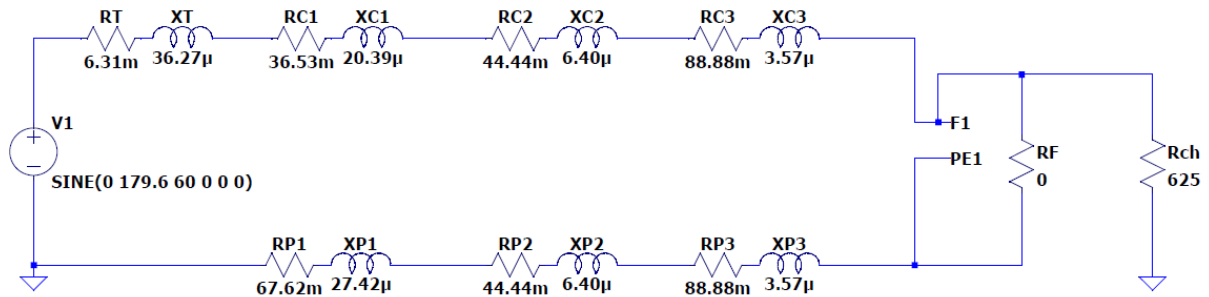 RT
XT
RC1
XC1
RC2
XC2
RC3
XC3
6.31m
36.27µ
36.53m
20.39µ
44.44m
6.40µ
88.88m
3.57µ
V1
SINE(0 179.6 60 0 0 0)
F1
PE1
RF
0
Rch
625
RP1
XP1
RP2
XP2
RP3
XP3
67.62m
27.42µ
44.44m
6.40µ
88.88m
3.57µ